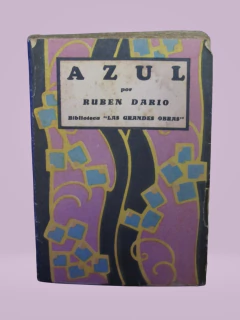 AZUL
por
RUBEN DARIO
Biblioteca "LAS GRANDES OBRAS"